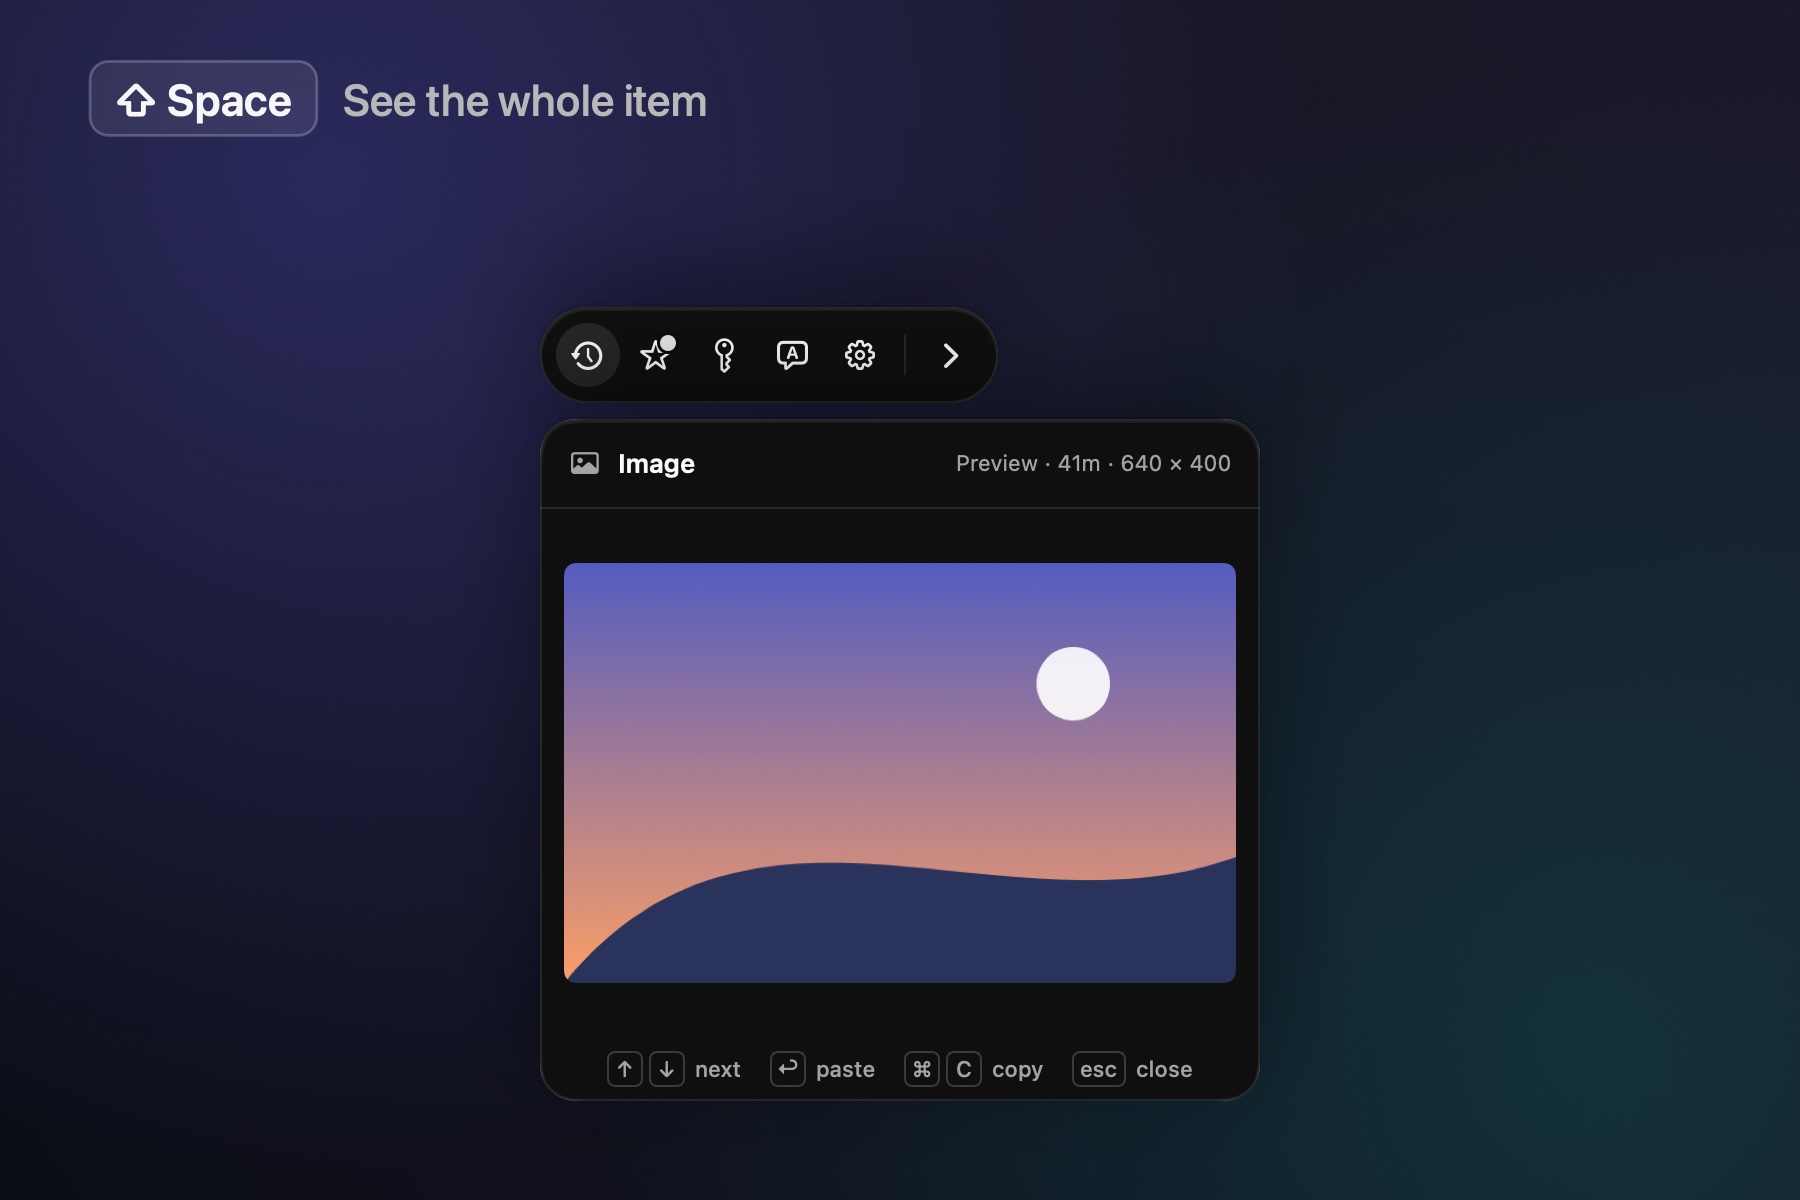 ⇧ Space See the whole item
A
Image Preview · 41m · 640 × 400
↑ ↓ next ↩ paste ⌘ C copy esc close